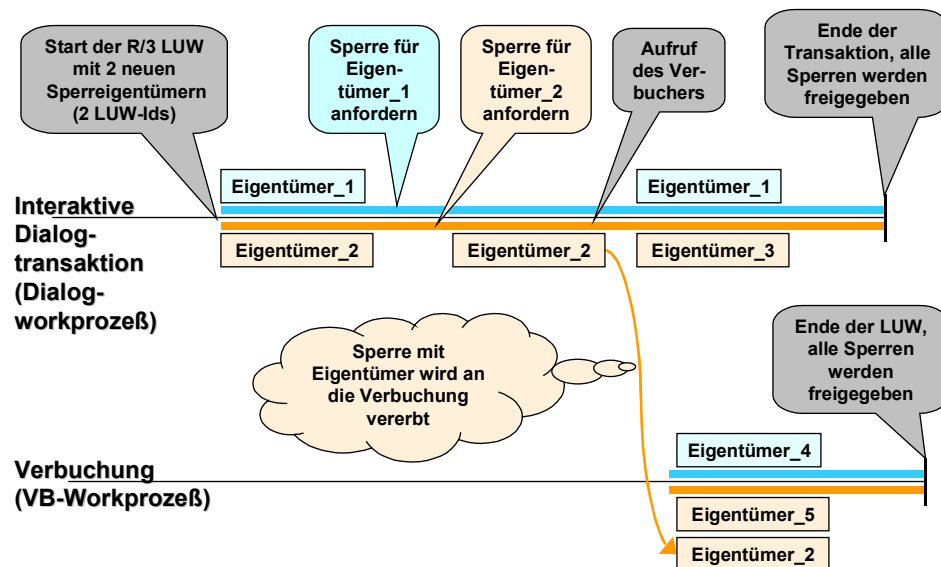 Start der R/3 LUW
mit 2 neuen
Sperreigentümern
(2 LUW-Ids)
Sperre für
Eigen-
tümer_1
anfordern
Sperre für
Eigen-
tümer_2
anfordern
Aufruf
des Ver-
buchers
Ende der
Transaktion, alle
Sperren werden
freigegeben
Eigentümer_1
Eigentümer_1
Interaktive
Dialog-
transaktion
(Dialog-
workprozeß)
Eigentümer_2
Eigentümer_2
Eigentümer_3
Sperre mit
Eigentümer wird an
die Verbuchung
vererbt
Ende der LUW,
alle Sperren
werden
freigegeben
Verbuchung
(VB-Workprozeß)
Eigentümer_4
Eigentümer_5
Eigentümer_2